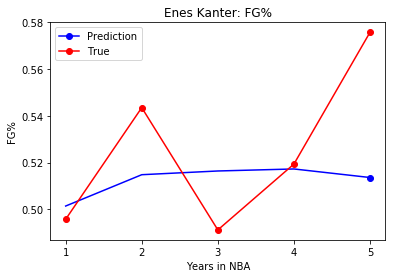 Enes Kanter: FG%
Prediction
True
FG%
0.58
0.56
0.54
0.52
0.50
1 2 3 4 5
Years in NBA